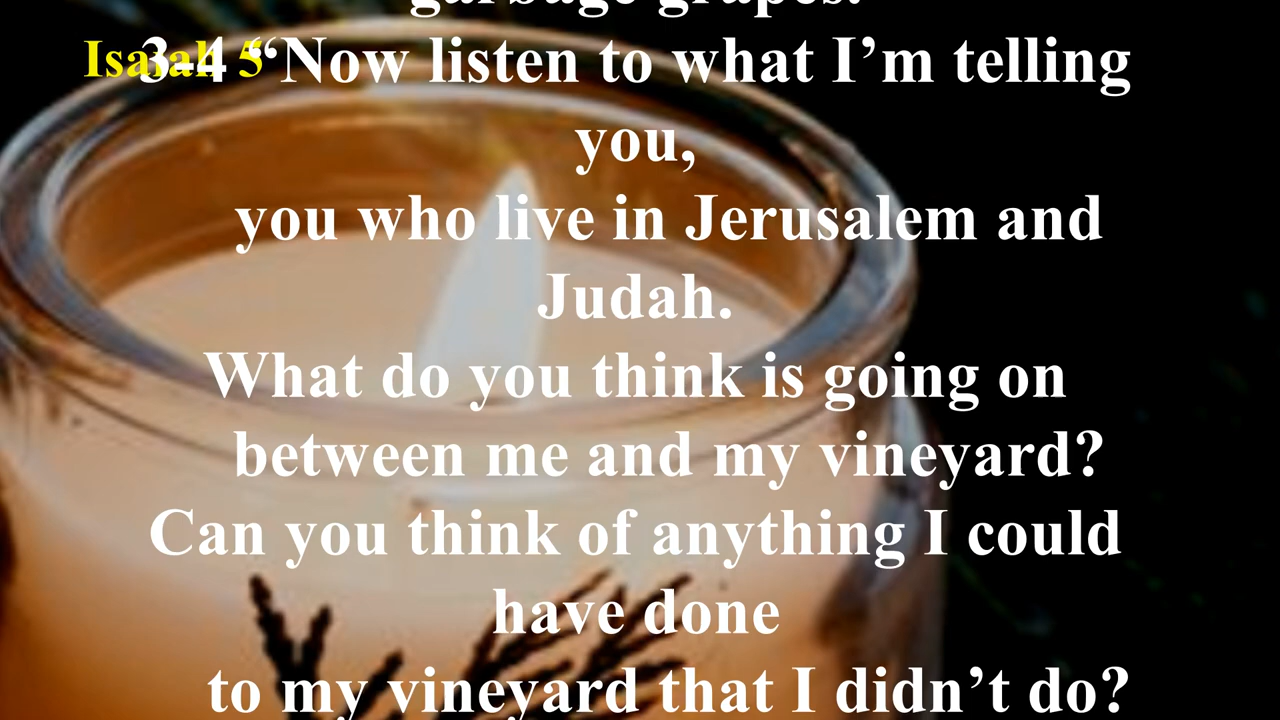 garbage grapes.
Isaiah 5
3-4 “Now listen to what I’m telling
you,
you who live in Jerusalem and
Judah.
What do you think is going on
between me and my vineyard?
Can you think of anything I could
have done
to my vineyard that I didn’t do?